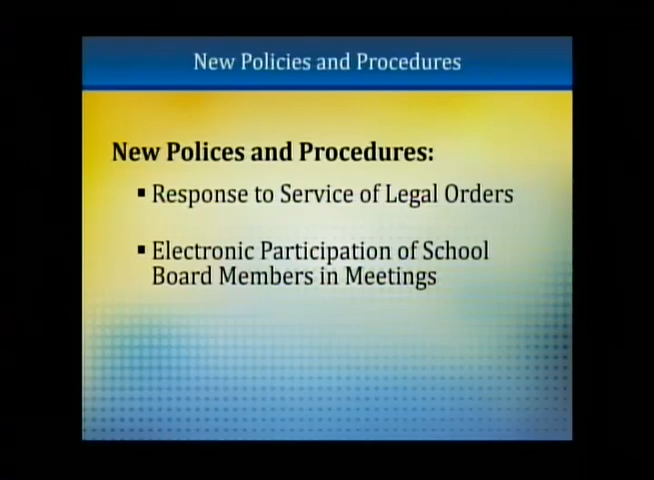 New Policies and Procedures
New Polices and Procedures:
▪ Response to Service of Legal Orders
▪ Electronic Participation of School
Board Members in Meetings